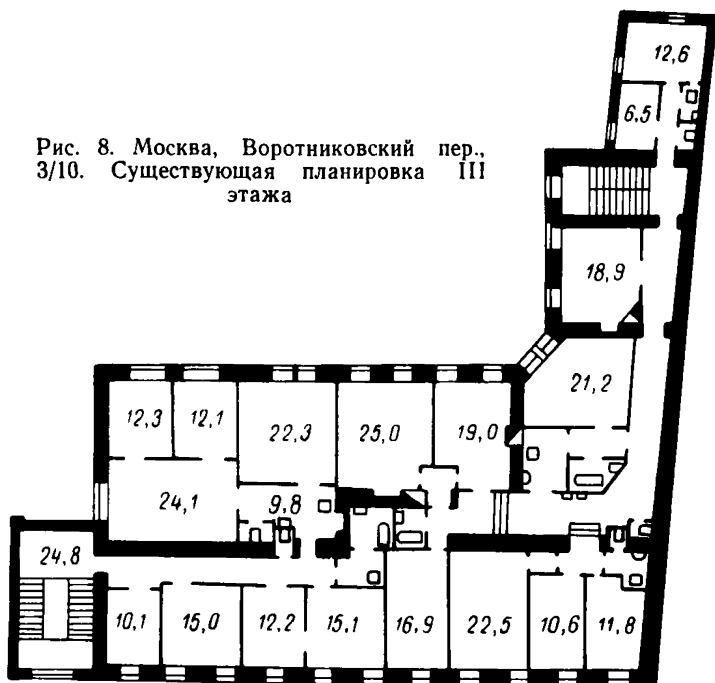 Рис. 8. Москва, Воротниковский пер.,
3/10. Существующая планировка III
этажа
12,6
6,5
18,9
21,2
12,3 12,1 22,3 25,0 19,0
24,1 9,8
24,8
10,1 15,0 12,2 15,1 16,9 22,5 10,6 11,8